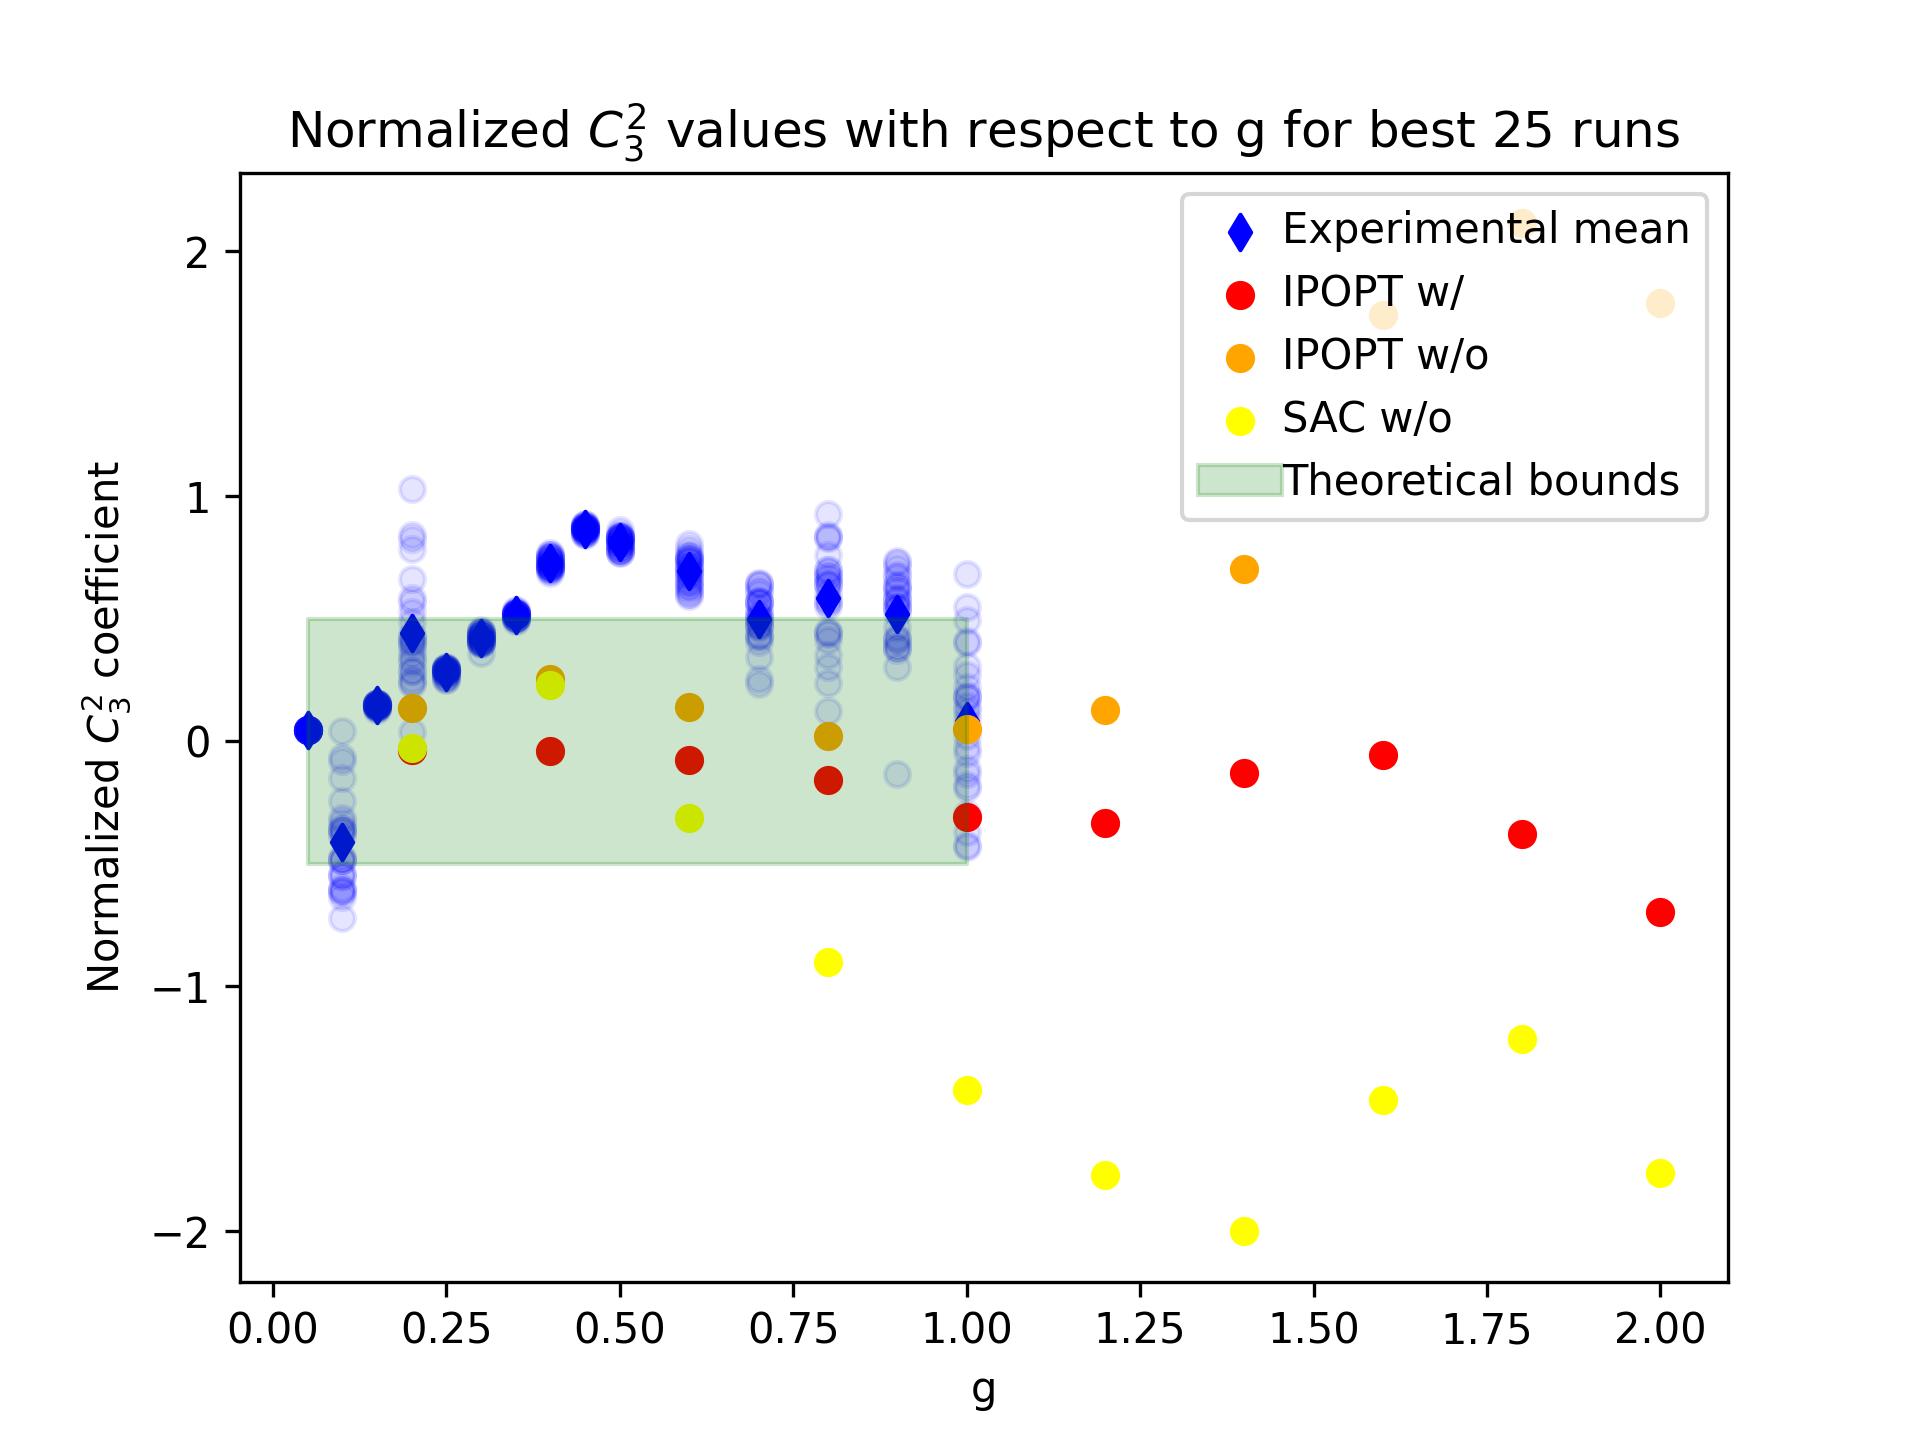 Normalized $C_3^2$ values with respect to g for best 25 runs
Experimental mean
IPOPT w/
IPOPT w/o
SAC w/o
Theoretical bounds
Normalized $C_3^2$ coefficient
2
1
0
−1
−2
0.00 0.25 0.50 0.75 1.00 1.25 1.50 1.75 2.00
g